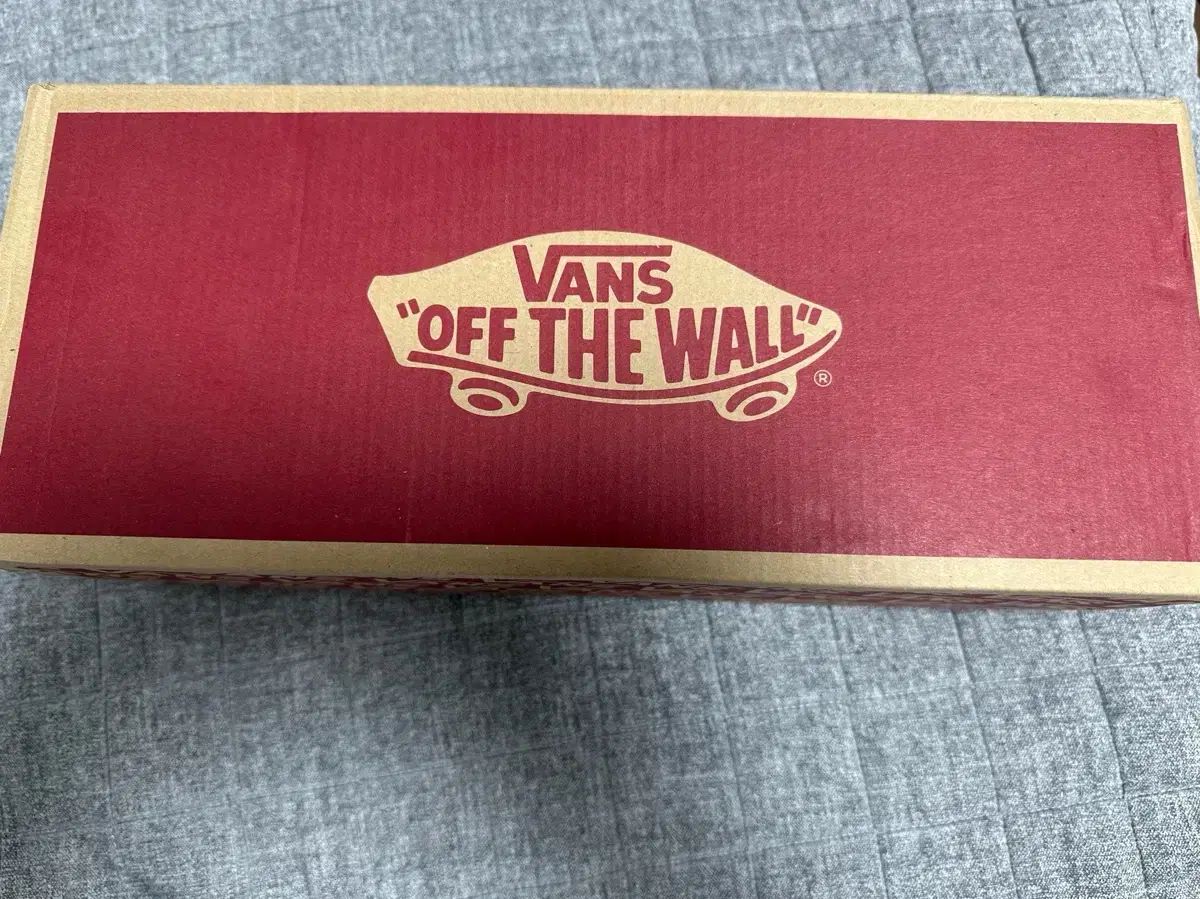 VANS
"OFF THE WALL"
®